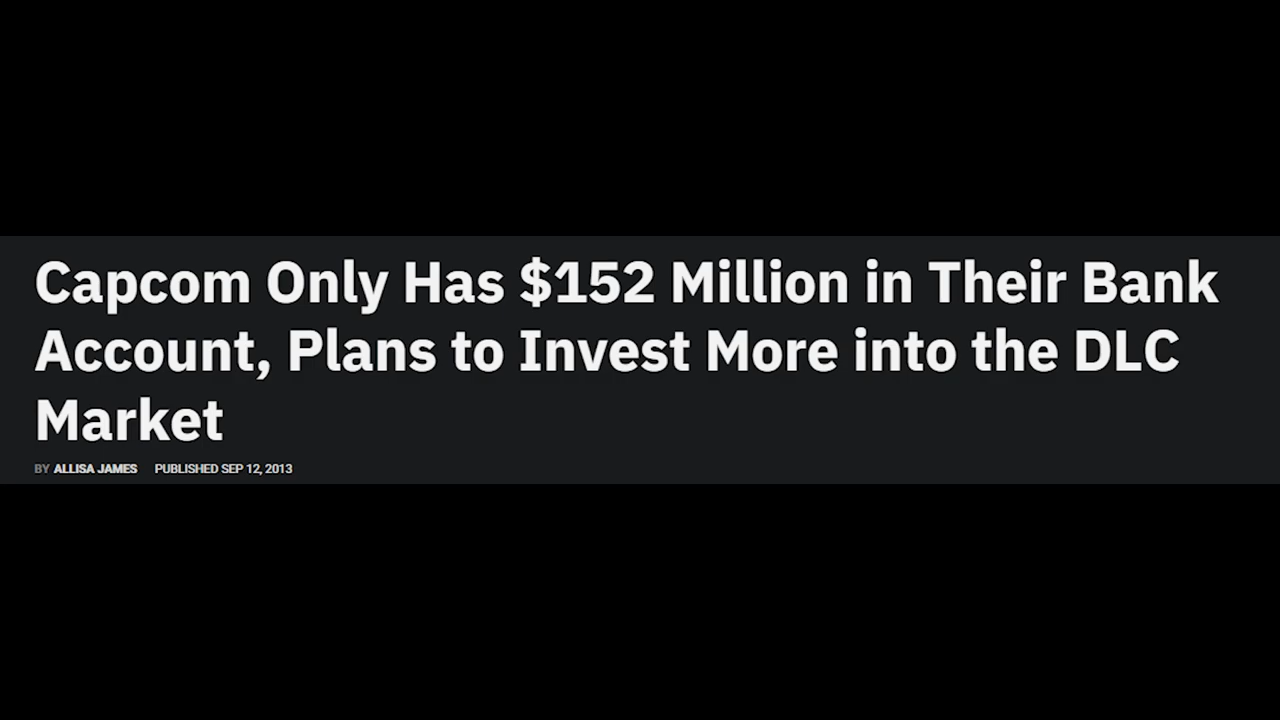 Capcom Only Has $152 Million in Their Bank
Account, Plans to Invest More into the DLC
Market
BY ALLISA JAMES PUBLISHED SEP 12, 2013